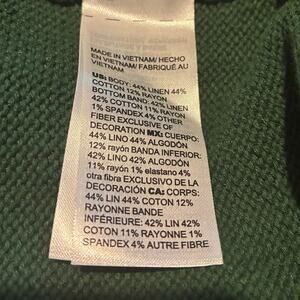 MADE IN VIETNAM/ HECHO
EN VIETNAM/ FABRIQUÉ AU
VIETNAM
US: BODY: 44% LINEN 44%
COTTON 12% RAYON
BOTTOM BAND: 42% LINEN
42% COTTON 11% RAYON
1% SPANDEX 4% OTHER
FIBER EXCLUSIVE OF
DECORATION MX: CUERPO:
44% LINO 44% ALGODÓN
12% rayón BANDA INFERIOR:
42% LINO 42% ALGODÓN
11% rayón 1% elastano 4%
otra fibra EXCLUSIVO DE LA
DECORACIÓN CA: CORPS:
44% LIN 44% COTON 12%
RAYONNE BANDE
INFÉRIEURE: 42% LIN 42%
COTON 11% RAYONNE 1%
SPANDEX 4% AUTRE FIBRE